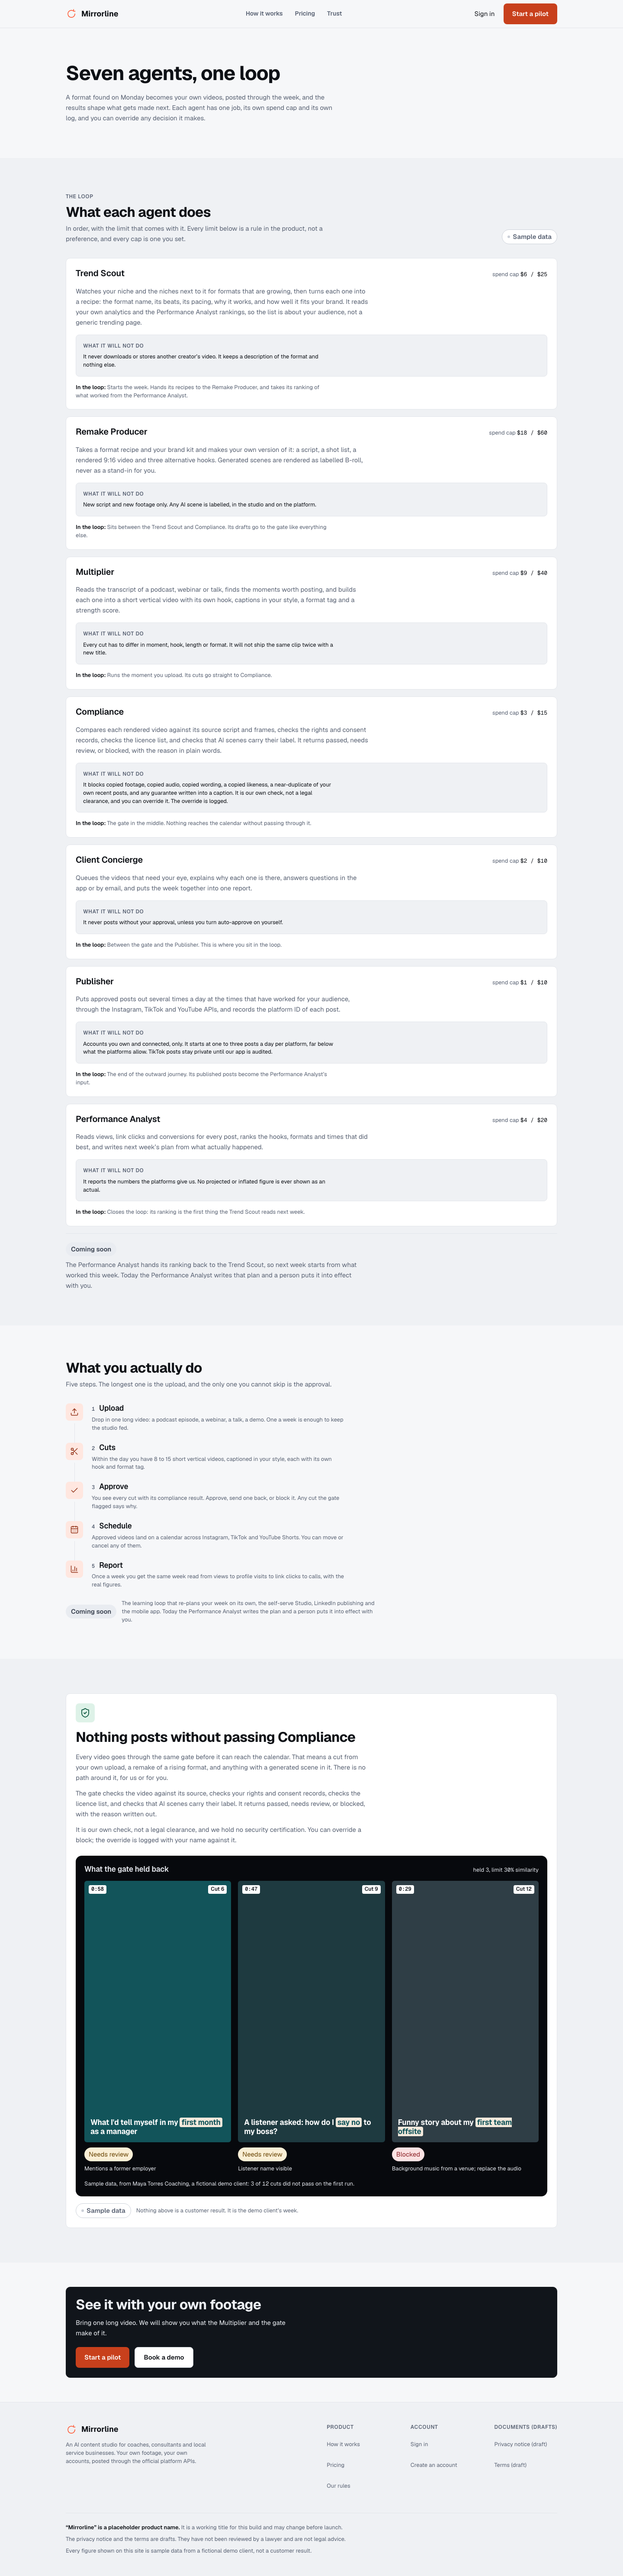 Mirrorline
How it works
Pricing
Trust
Sign in
Start a pilot
Seven agents, one loop
A format found on Monday becomes your own videos, posted through the week, and the
results shape what gets made next. Each agent has one job, its own spend cap and its own
log, and you can override any decision it makes.
THE LOOP
What each agent does
In order, with the limit that comes with it. Every limit below is a rule in the product, not a
preference, and every cap is one you set.
Sample data
Trend Scout
spend cap $6 / $25
Watches your niche and the niches next to it for formats that are growing, then turns each one into
a recipe: the format name, its beats, its pacing, why it works, and how well it fits your brand. It reads
your own analytics and the Performance Analyst rankings, so the list is about your audience, not a
generic trending page.
WHAT IT WILL NOT DO
It never downloads or stores another creator's video. It keeps a description of the format and
nothing else.
In the loop: Starts the week. Hands its recipes to the Remake Producer, and takes its ranking of
what worked from the Performance Analyst.
Remake Producer
spend cap $18 / $60
Takes a format recipe and your brand kit and makes your own version of it: a script, a shot list, a
rendered 9:16 video and three alternative hooks. Generated scenes are rendered as labelled B-roll,
never as a stand-in for you.
WHAT IT WILL NOT DO
New script and new footage only. Any AI scene is labelled, in the studio and on the platform.
In the loop: Sits between the Trend Scout and Compliance. Its drafts go to the gate like everything
else.
Multiplier
spend cap $9 / $40
Reads the transcript of a podcast, webinar or talk, finds the moments worth posting, and builds
each one into a short vertical video with its own hook, captions in your style, a format tag and a
strength score.
WHAT IT WILL NOT DO
Every cut has to differ in moment, hook, length or format. It will not ship the same clip twice with a
new title.
In the loop: Runs the moment you upload. Its cuts go straight to Compliance.
Compliance
spend cap $3 / $15
Compares each rendered video against its source script and frames, checks the rights and consent
records, checks the licence list, and checks that AI scenes carry their label. It returns passed, needs
review, or blocked, with the reason in plain words.
WHAT IT WILL NOT DO
It blocks copied footage, copied audio, copied wording, a copied likeness, a near-duplicate of your
own recent posts, and any guarantee written into a caption. It is our own check, not a legal
clearance, and you can override it. The override is logged.
In the loop: The gate in the middle. Nothing reaches the calendar without passing through it.
Client Concierge
spend cap $2 / $10
Queues the videos that need your eye, explains why each one is there, answers questions in the
app or by email, and puts the week together into one report.
WHAT IT WILL NOT DO
It never posts without your approval, unless you turn auto-approve on yourself.
In the loop: Between the gate and the Publisher. This is where you sit in the loop.
Publisher
spend cap $1 / $10
Puts approved posts out several times a day at the times that have worked for your audience,
through the Instagram, TikTok and YouTube APIs, and records the platform ID of each post.
WHAT IT WILL NOT DO
Accounts you own and connected, only. It starts at one to three posts a day per platform, far below
what the platforms allow. TikTok posts stay private until our app is audited.
In the loop: The end of the outward journey. Its published posts become the Performance Analyst's
input.
Performance Analyst
spend cap $4 / $20
Reads views, link clicks and conversions for every post, ranks the hooks, formats and times that did
best, and writes next week's plan from what actually happened.
WHAT IT WILL NOT DO
It reports the numbers the platforms give us. No projected or inflated figure is ever shown as an
actual.
In the loop: Closes the loop: its ranking is the first thing the Trend Scout reads next week.
Coming soon
The Performance Analyst hands its ranking back to the Trend Scout, so next week starts from what
worked this week. Today the Performance Analyst writes that plan and a person puts it into effect
with you.
What you actually do
Five steps. The longest one is the upload, and the only one you cannot skip is the approval.
1 Upload
Drop in one long video: a podcast episode, a webinar, a talk, a demo. One a week is enough to keep
the studio fed.
2 Cuts
Within the day you have 8 to 15 short vertical videos, captioned in your style, each with its own
hook and format tag.
3 Approve
You see every cut with its compliance result. Approve, send one back, or block it. Any cut the gate
flagged says why.
4 Schedule
Approved videos land on a calendar across Instagram, TikTok and YouTube Shorts. You can move or
cancel any of them.
5 Report
Once a week you get the same week read from views to profile visits to link clicks to calls, with the
real figures.
Coming soon
The learning loop that re-plans your week on its own, the self-serve Studio, LinkedIn publishing and
the mobile app. Today the Performance Analyst writes the plan and a person puts it into effect with
you.
Nothing posts without passing Compliance
Every video goes through the same gate before it can reach the calendar. That means a cut from
your own upload, a remake of a rising format, and anything with a generated scene in it. There is no
path around it, for us or for you.
The gate checks the video against its source, checks your rights and consent records, checks the
licence list, and checks that AI scenes carry their label. It returns passed, needs review, or blocked,
with the reason written out.
It is our own check, not a legal clearance, and we hold no security certification. You can override a
block; the override is logged with your name against it.
What the gate held back
held 3, limit 30% similarity
0:58
Cut 6
What I'd tell myself in my first month
as a manager
Needs review
Mentions a former employer
0:47
Cut 9
A listener asked: how do I say no to
my boss?
Needs review
Listener name visible
0:29
Cut 12
Funny story about my first team
offsite
Blocked
Background music from a venue; replace the audio
Sample data, from Maya Torres Coaching, a fictional demo client: 3 of 12 cuts did not pass on the first run.
Sample data
Nothing above is a customer result. It is the demo client's week.
See it with your own footage
Bring one long video. We will show you what the Multiplier and the gate
make of it.
Start a pilot
Book a demo
Mirrorline
An AI content studio for coaches, consultants and local
service businesses. Your own footage, your own
accounts, posted through the official platform APIs.
PRODUCT
How it works
Pricing
Our rules
ACCOUNT
Sign in
Create an account
DOCUMENTS (DRAFTS)
Privacy notice (draft)
Terms (draft)
"Mirrorline" is a placeholder product name. It is a working title for this build and may change before launch.
The privacy notice and the terms are drafts. They have not been reviewed by a lawyer and are not legal advice.
Every figure shown on this site is sample data from a fictional demo client, not a customer result.